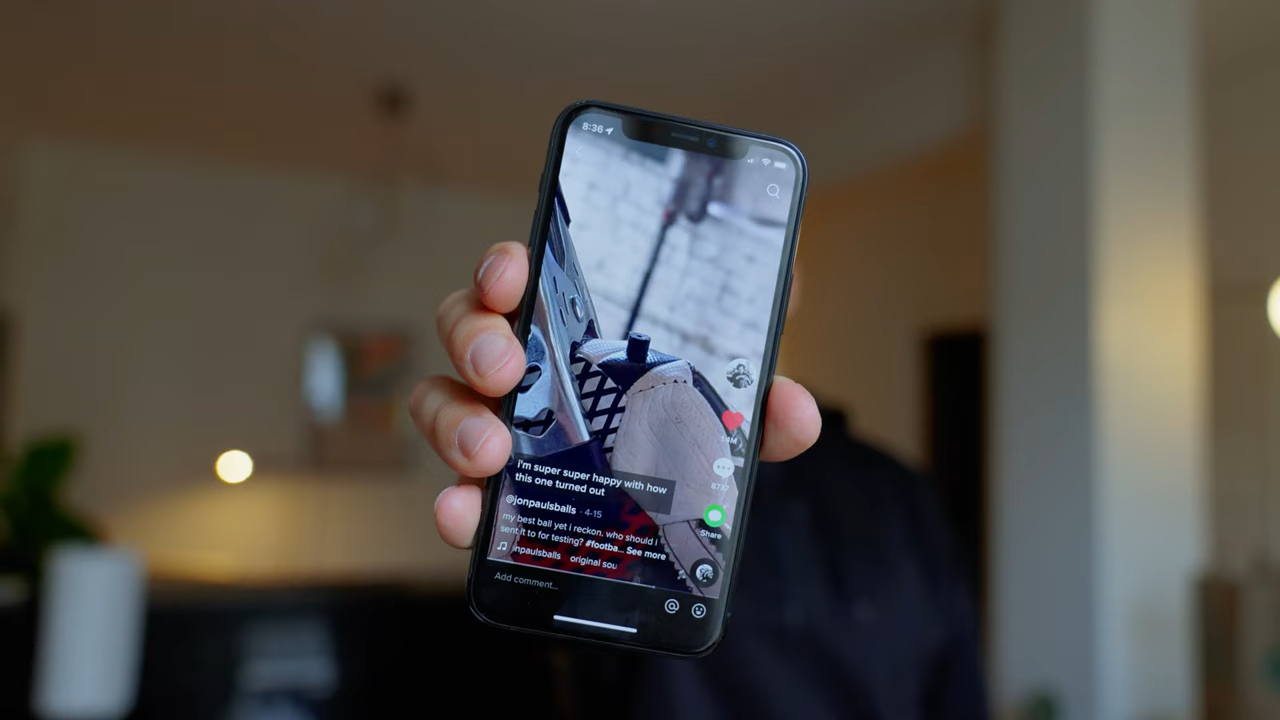 8:36
i'm super super happy with how
this one turned out
@jonpaulsballs · 4-15
my best ball yet i reckon. who should i
sent it to for testing? #footba... See more
npaulsballs original sou
Share
Add comment...